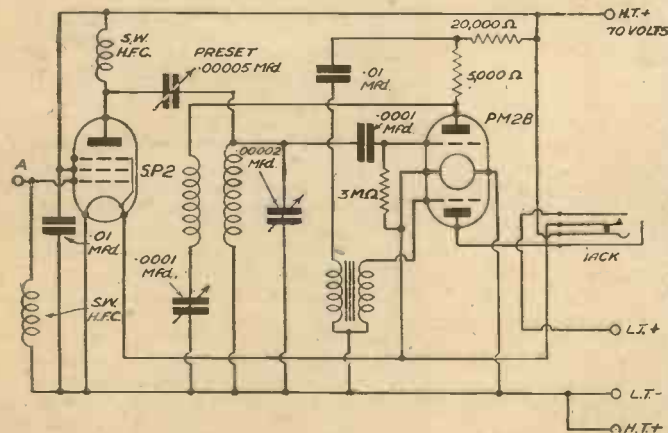 S.W.
H.F.C.
PRESET
.00005 MFd.
.01
MFd.
20,000 Ω
5,000 Ω
H.T.+
70 VOLTS
PM2B
.0001
MFd.
A
S.P.2
.00002
MFd.
3MΩ
.01
MFd.
.0001
MFd.
S.W.
H.F.C.
JACK
L.T.+
L.T.-
H.T.+